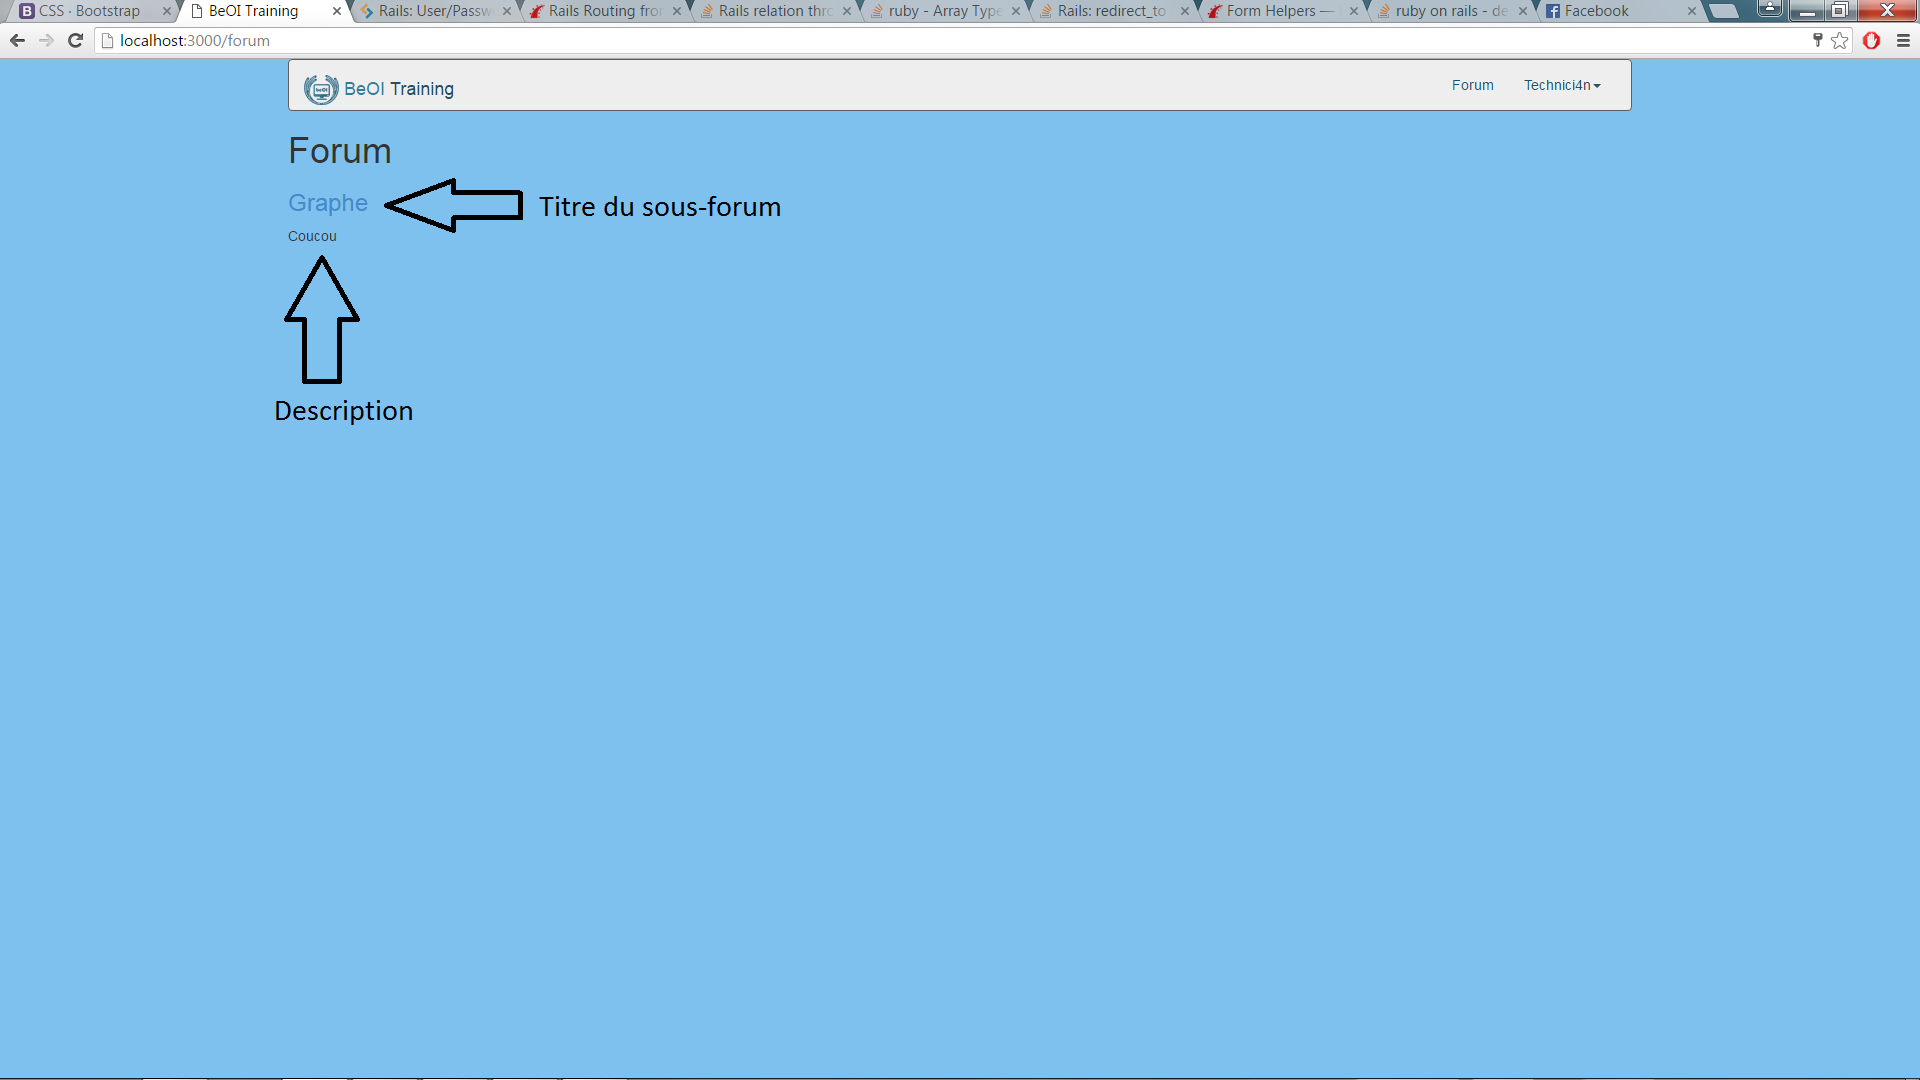 CSS · Bootstrap
BeOI Training
Rails: User/Passw
Rails Routing fro
Rails relation thro
ruby - Array Type
Rails: redirect_to
Form Helpers —
ruby on rails - de
Facebook
localhost:3000/forum
BeOI Training
Forum
Technici4n
Forum
Graphe
Titre du sous-forum
Coucou
Description